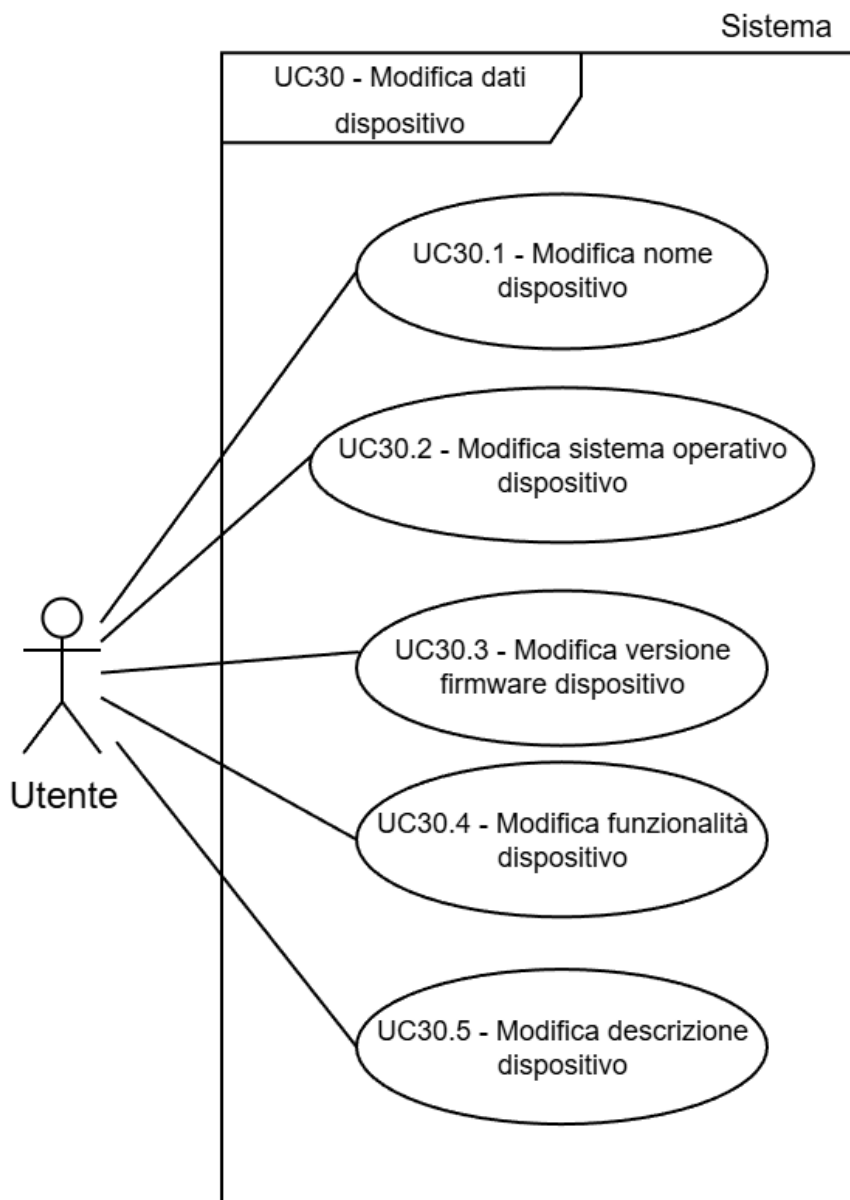 Sistema
UC30 - Modifica dati
dispositivo
UC30.1 - Modifica nome
dispositivo
UC30.2 - Modifica sistema operativo
dispositivo
UC30.3 - Modifica versione
firmware dispositivo
Utente
UC30.4 - Modifica funzionalità
dispositivo
UC30.5 - Modifica descrizione
dispositivo